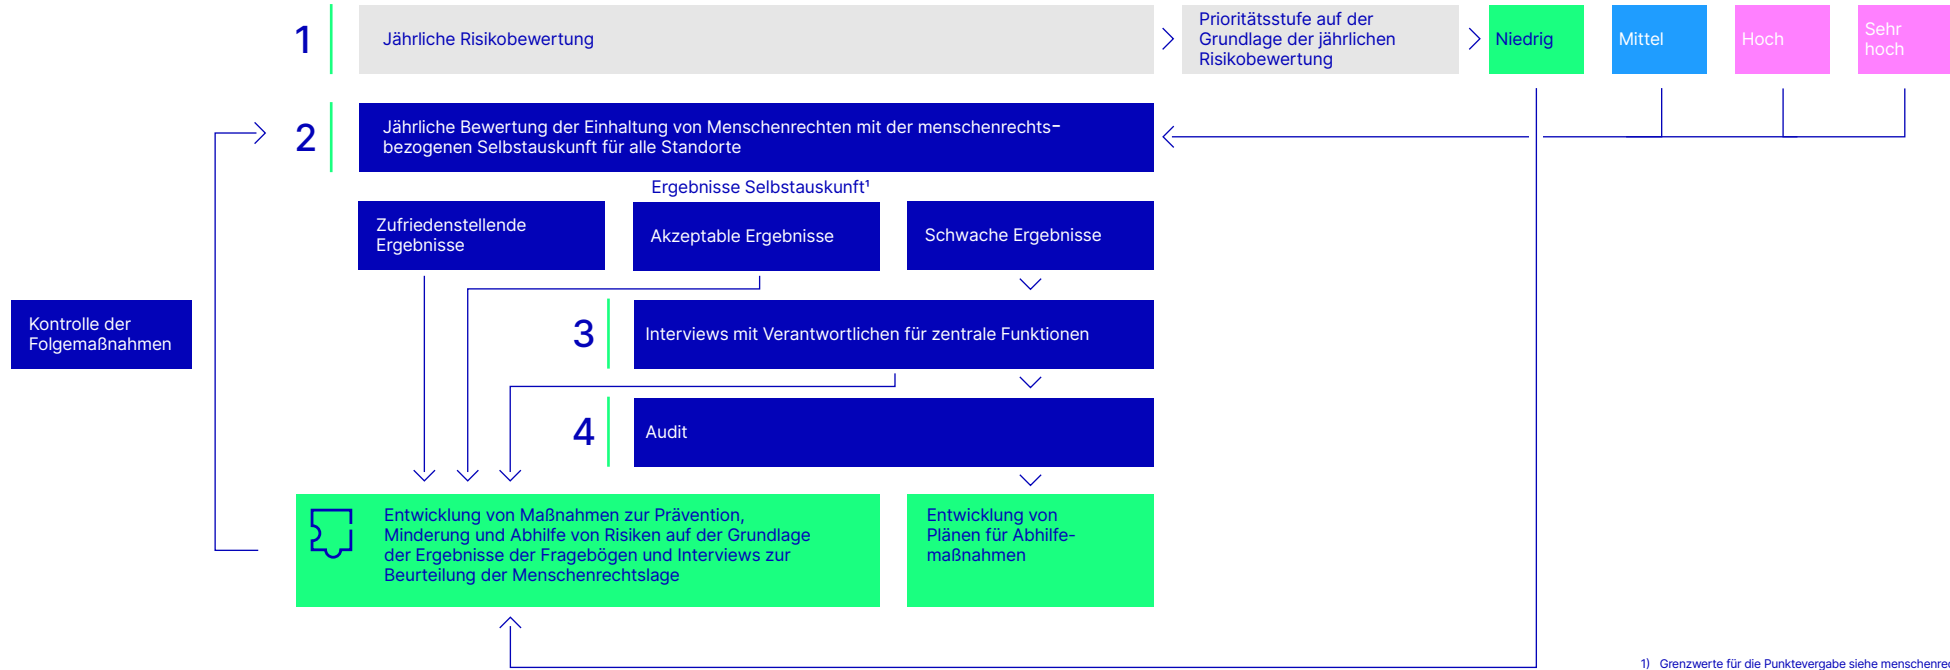 1
Jährliche Risikobewertung
Prioritätsstufe auf der
Grundlage der jährlichen
Risikobewertung
Niedrig
Mittel
Hoch
Sehr
hoch
2
Jährliche Bewertung der Einhaltung von Menschenrechten mit der menschenrechts-
bezogenen Selbstauskunft für alle Standorte
Ergebnisse Selbstauskunft¹
Zufriedenstellende
Ergebnisse
Akzeptable Ergebnisse
Schwache Ergebnisse
Kontrolle der
Folgemaßnahmen
3
Interviews mit Verantwortlichen für zentrale Funktionen
4
Audit
Entwicklung von Maßnahmen zur Prävention,
Minderung und Abhilfe von Risiken auf der Grundlage
der Ergebnisse der Fragebögen und Interviews zur
Beurteilung der Menschenrechtslage
Entwicklung von
Plänen für Abhilfe-
maßnahmen
1) Grenzwerte für die Punktevergabe siehe